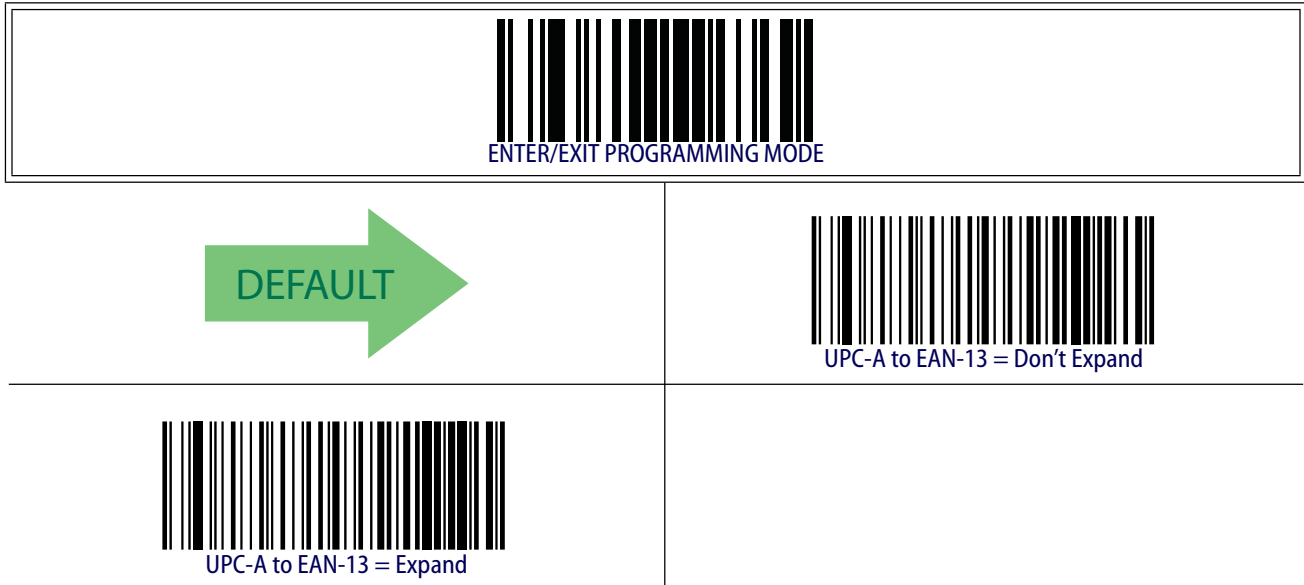 ENTER/EXIT PROGRAMMING MODE
DEFAULT
UPC-A to EAN-13 = Don’t Expand
UPC-A to EAN-13 = Expand